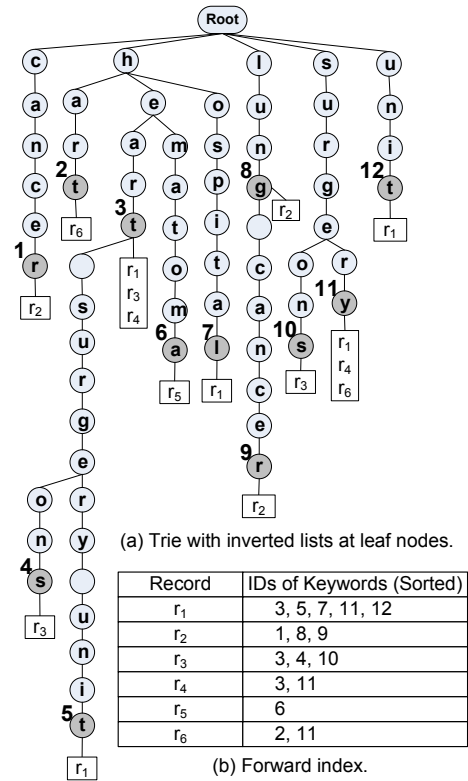 Root
c h l s u
a a e o u u n
n r a m s n r i
c t r a p g g t
e t t i e
r s o t c o r
u m a a n y
r a l n s
g c
e e
o r r
n y
s u
n
i
t
1
2
3
4
5
6
7
8
9
10
11
12
r2
r6
r1
r3
r4
r5
r1
r2
r2
r3
r1
r4
r6
r1
r3
r1
(a) Trie with inverted lists at leaf nodes.
Record IDs of Keywords (Sorted)
r1 3, 5, 7, 11, 12
r2 1, 8, 9
r3 3, 4, 10
r4 3, 11
r5 6
r6 2, 11
(b) Forward index.